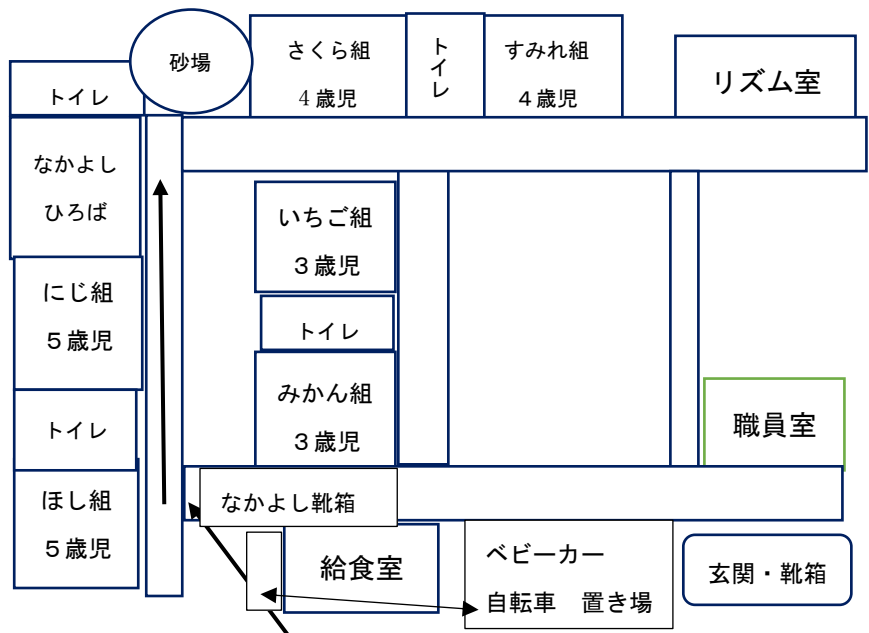 砂場
さくら組
４歳児
トイレ
すみれ組
４歳児
リズム室
トイレ
なかよし
ひろば
いちご組
３歳児
にじ組
５歳児
トイレ
みかん組
３歳児
トイレ
職員室
ほし組
５歳児
なかよし靴箱
給食室
ベビーカー
自転車　置き場
玄関・靴箱